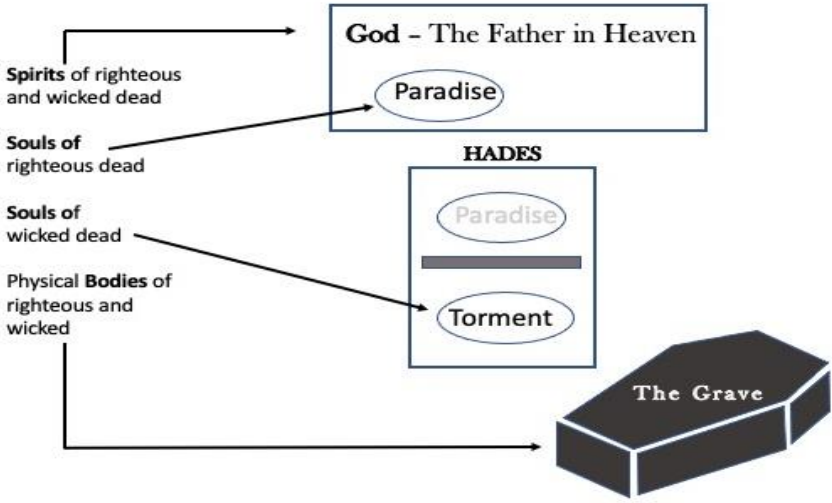 God – The Father in Heaven
Spirits of righteous
and wicked dead
Paradise
Souls of
righteous dead
HADES
Souls of
wicked dead
Paradise
Physical Bodies of
righteous and
wicked
Torment
The Grave